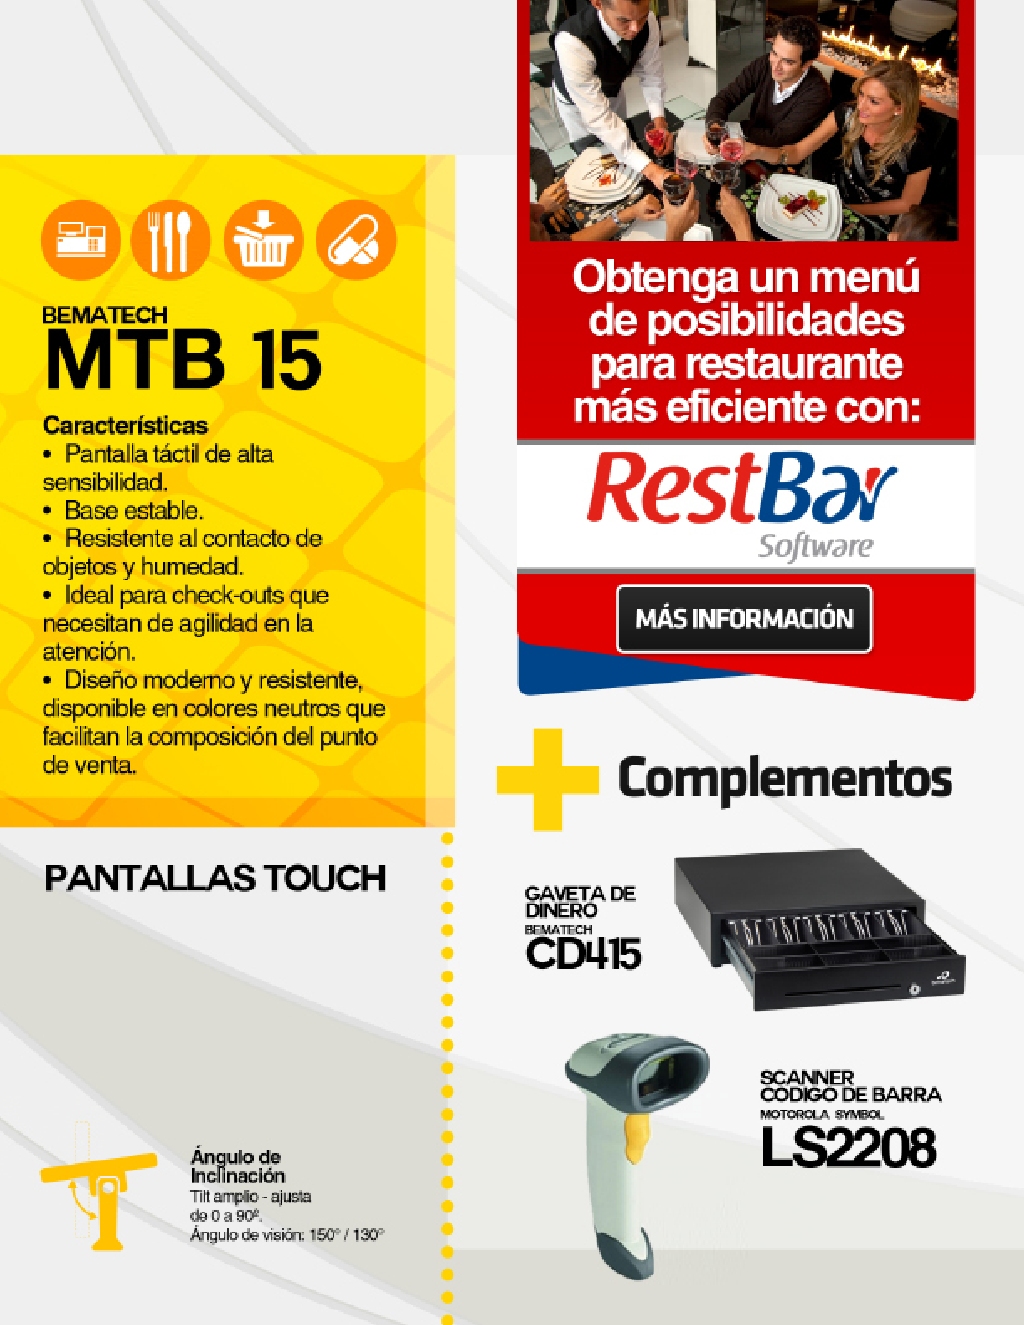 BEMATECH
MTB 15
Características
• Pantalla táctil de alta
sensibilidad.
• Base estable.
• Resistente al contacto de
objetos y humedad.
• Ideal para check-outs que
necesitan de agilidad en la
atención.
• Diseño moderno y resistente,
disponible en colores neutros que
facilitan la composición del punto
de venta.
PANTALLAS TOUCH
Ángulo de
Inclinación
Tilt amplio - ajusta
de 0 a 90º.
Ángulo de visión: 150° / 130°
Obtenga un menú
de posibilidades
para restaurante
más eficiente con:
RestBar
Software
MÁS INFORMACIÓN
Complementos
GAVETA DE
DINERO
BEMATECH
CD415
SCANNER
CÓDIGO DE BARRA
MOTOROLA SYMBOL
LS2208